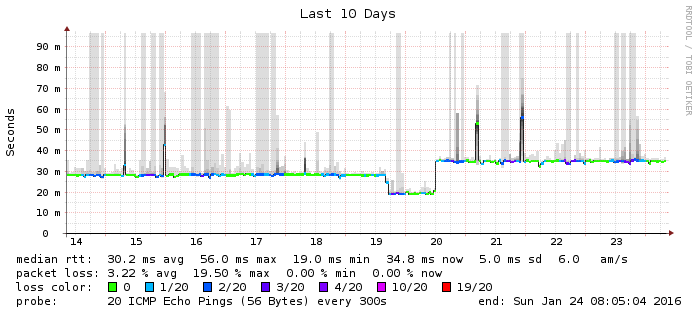 Last 10 Days
RRDTOOL / TOBI OETIKER
Seconds
90 m
80 m
70 m
60 m
50 m
40 m
30 m
20 m
10 m
0
14 15 16 17 18 19 20 21 22 23
median rtt: 30.2 ms avg 56.0 ms max 19.0 ms min 34.8 ms now 5.0 ms sd 6.0 am/s
packet loss: 3.22 % avg 19.50 % max 0.00 % min 0.00 % now
loss color: 0 1/20 2/20 3/20 4/20 10/20 19/20
probe: 20 ICMP Echo Pings (56 Bytes) every 300s end: Sun Jan 24 08:05:04 2016